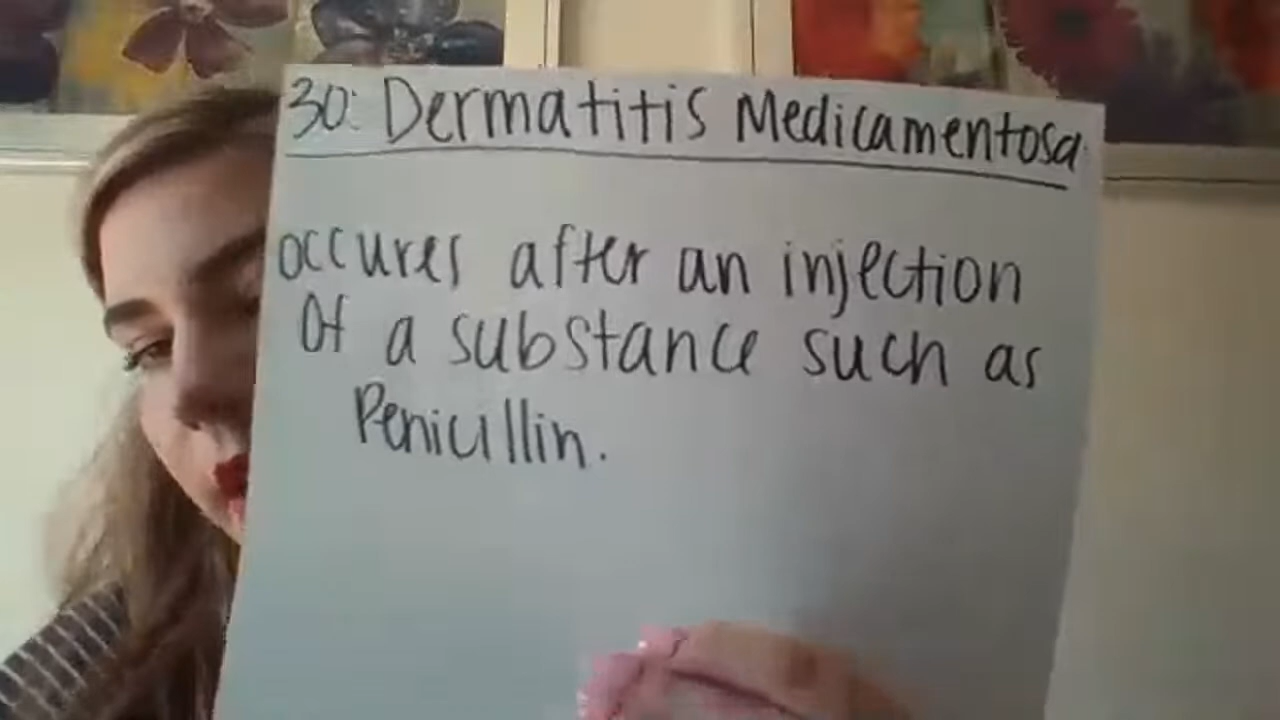 30: Dermatitis Medicamentosa
occures after an injection
Of a substance such as
Penicillin.